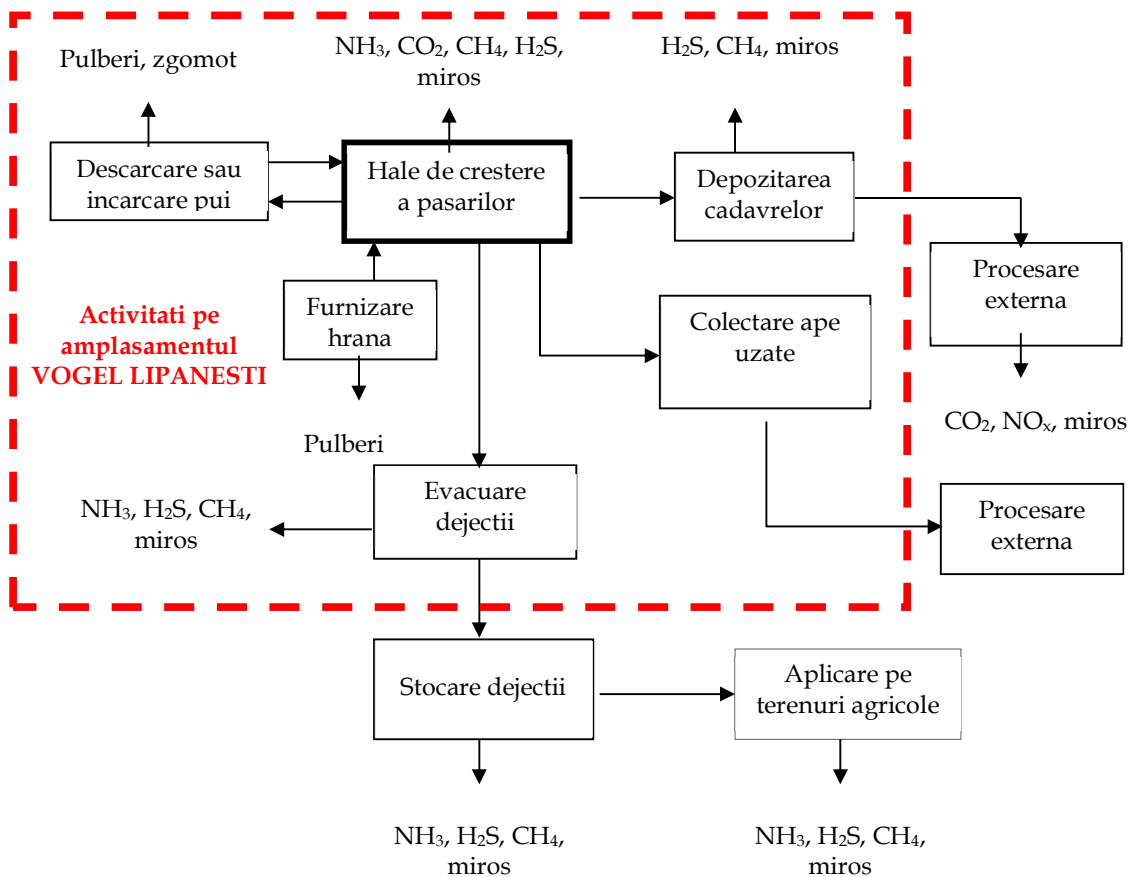 Pulberi, zgomot
NH₃, CO₂, CH₄, H₂S,
miros
H₂S, CH₄, miros
Descarcare sau
incarcare pui
Hale de crestere
a pasarilor
Depozitarea
cadavrelor
Procesare
externa
Furnizare
hrana
Colectare ape
uzate
Activitati pe
amplasamentul
VOGEL LIPANESTI
CO₂, NOₓ, miros
Pulberi
Evacuare
dejectii
NH₃, H₂S, CH₄,
miros
Procesare
externa
Stocare dejectii
Aplicare pe
terenuri agricole
NH₃, H₂S, CH₄,
miros
NH₃, H₂S, CH₄,
miros